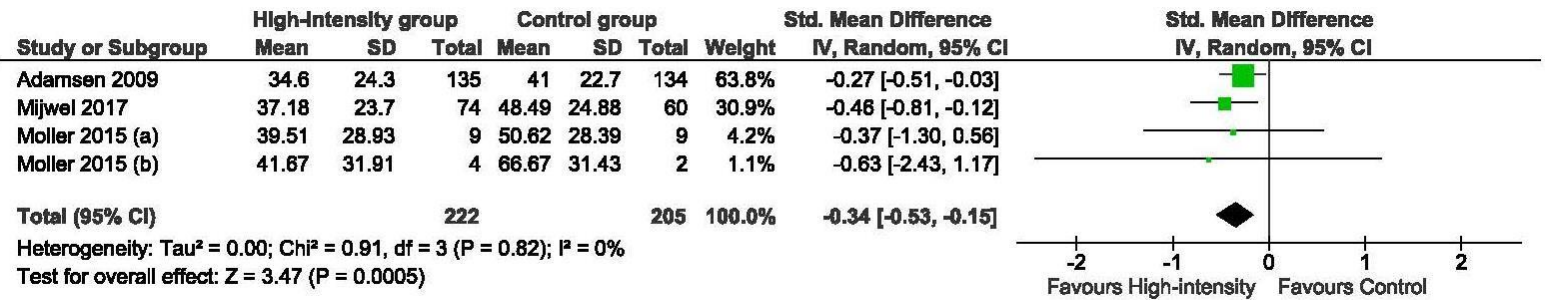 High-intensity group Control group Std. Mean Difference Std. Mean Difference
Study or Subgroup Mean SD Total Mean SD Total Weight IV, Random, 95% CI IV, Random, 95% CI
Adamsen 2009 34.6 24.3 135 41 22.7 134 63.8% -0.27 [-0.51, -0.03]
Mijwel 2017 37.18 23.7 74 48.49 24.88 60 30.9% -0.46 [-0.81, -0.12]
Moller 2015 (a) 39.51 28.93 9 50.62 28.39 9 4.2% -0.37 [-1.30, 0.56]
Moller 2015 (b) 41.67 31.91 4 66.67 31.43 2 1.1% -0.63 [-2.43, 1.17]
Total (95% CI) 222 205 100.0% -0.34 [-0.53, -0.15]
Heterogeneity: Tau² = 0.00; Chi² = 0.91, df = 3 (P = 0.82); I² = 0%
Test for overall effect: Z = 3.47 (P = 0.0005)
-2 -1 0 1 2
Favours High-intensity Favours Control